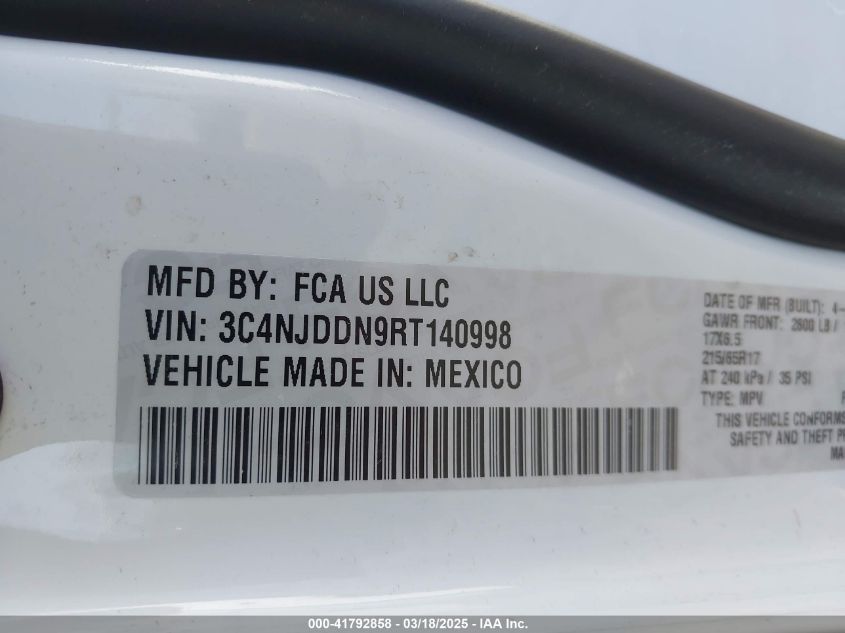 MFD BY: FCA US LLC
VIN: 3C4NJDDN9RT140998
VEHICLE MADE IN: MEXICO
DATE OF MFR (BUILT): 4-
GAWR FRONT: 2800 LB /
17X6.5
215/65R17
AT 240 kPa / 35 PSI
TYPE: MPV
THIS VEHICLE CONFORMS
SAFETY AND THEFT
MA
000-41792858 - 03/18/2025 - IAA Inc.